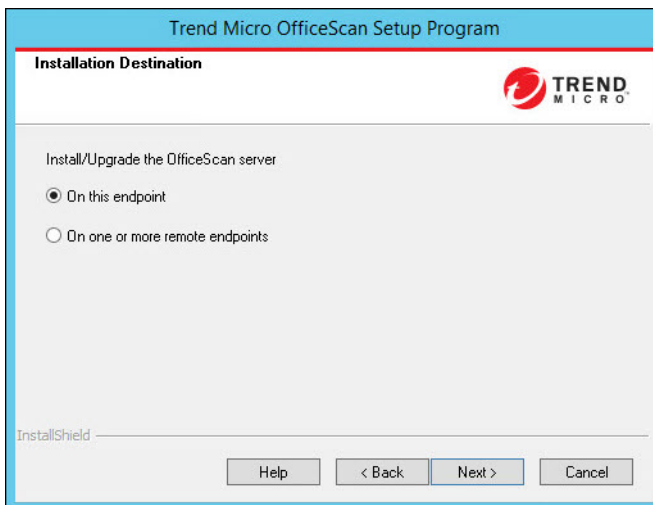 Trend Micro OfficeScan Setup Program
Installation Destination
TREND
MICRO
Install/Upgrade the OfficeScan server
On this endpoint
On one or more remote endpoints
InstallShield
Help
< Back
Next >
Cancel